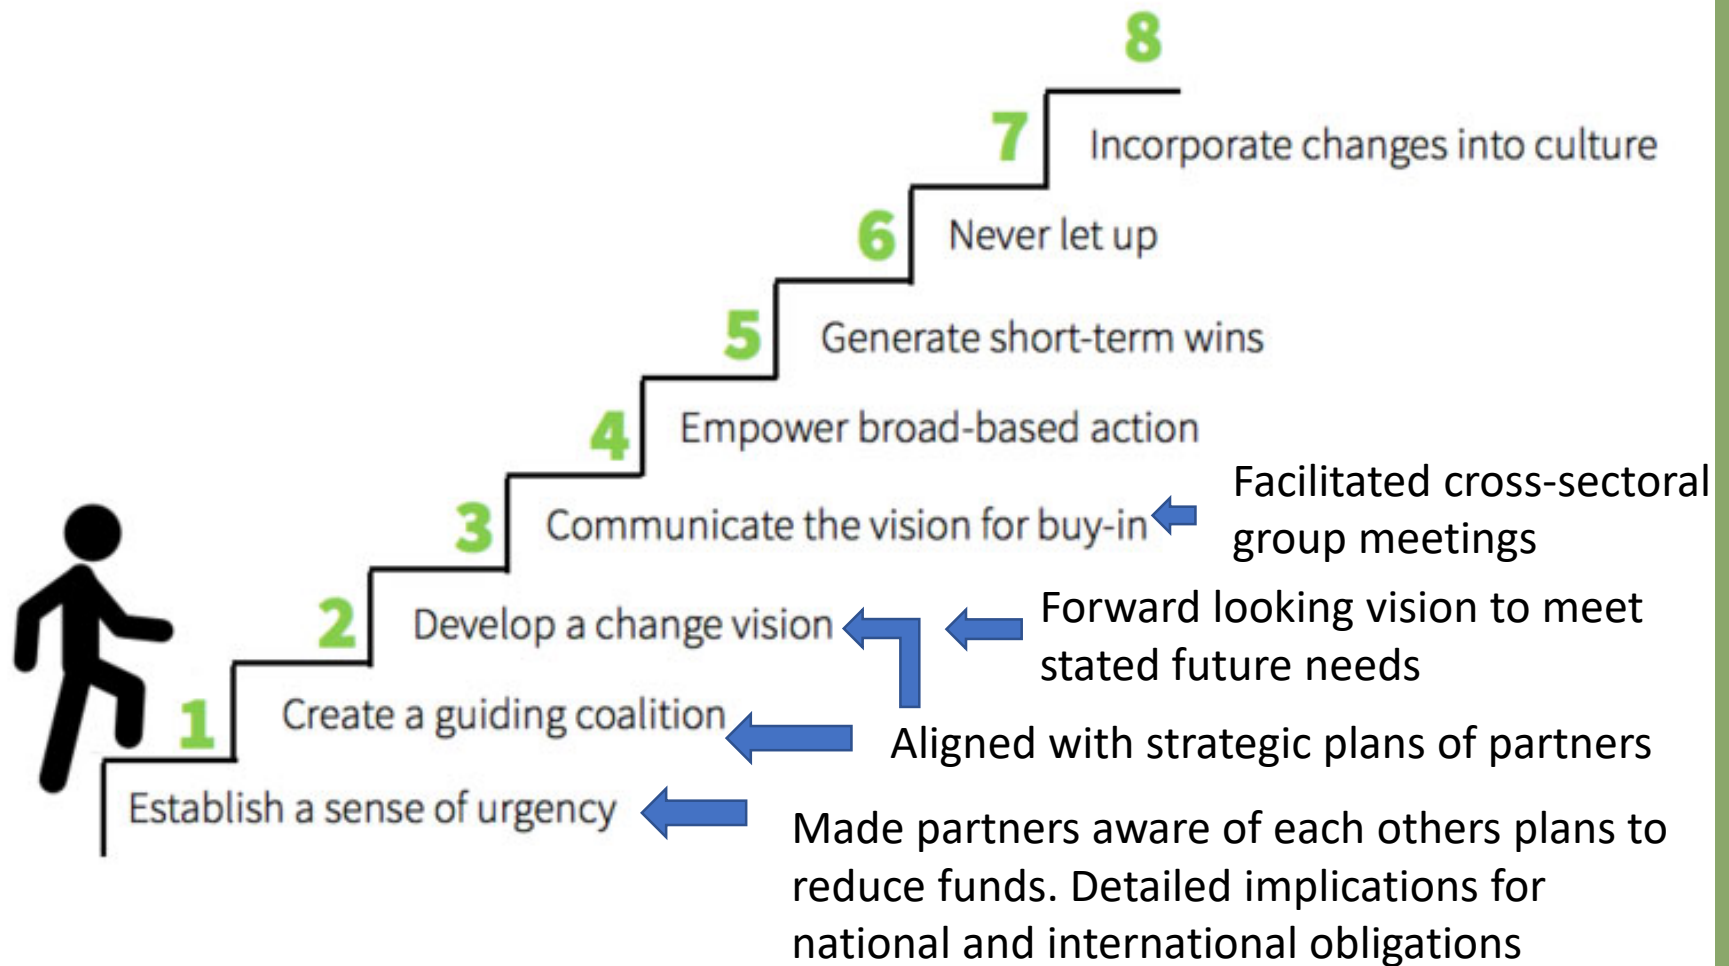 8
7
Incorporate changes into culture
6
Never let up
5
Generate short-term wins
4
Empower broad-based action
3
Communicate the vision for buy-in
Facilitated cross-sectoral
group meetings
2
Develop a change vision
Forward looking vision to meet
stated future needs
1
Create a guiding coalition
Aligned with strategic plans of partners
Establish a sense of urgency
Made partners aware of each others plans to
reduce funds. Detailed implications for
national and international obligations